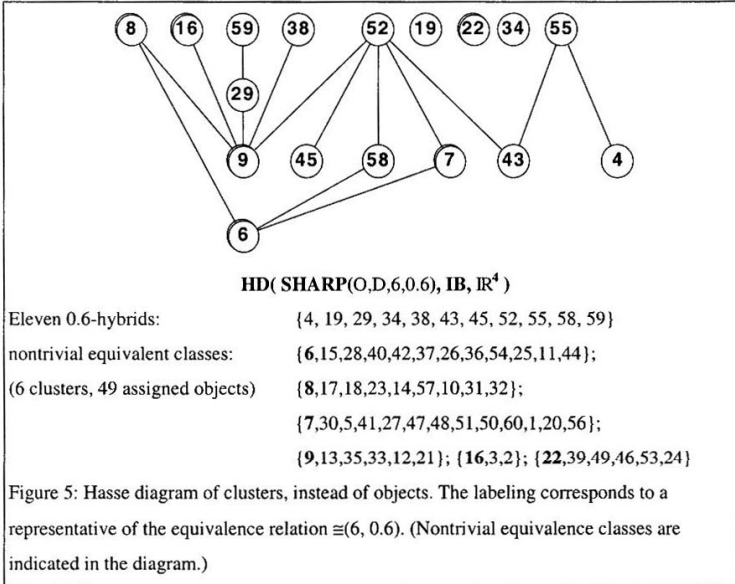 8 16 59 38 52 19 22 34 55
29
9 45 58 7 43 4
6
HD( SHARP(O,D,6,0.6), IB, IR⁴ )
Eleven 0.6-hybrids: {4, 19, 29, 34, 38, 43, 45, 52, 55, 58, 59}
nontrivial equivalent classes: {6,15,28,40,42,37,26,36,54,25,11,44};
(6 clusters, 49 assigned objects) {8,17,18,23,14,57,10,31,32};
{7,30,5,41,27,47,48,51,50,60,1,20,56};
{9,13,35,33,12,21}; {16,3,2}; {22,39,49,46,53,24}
Figure 5: Hasse diagram of clusters, instead of objects. The labeling corresponds to a
representative of the equivalence relation ≅(6, 0.6). (Nontrivial equivalence classes are
indicated in the diagram.)